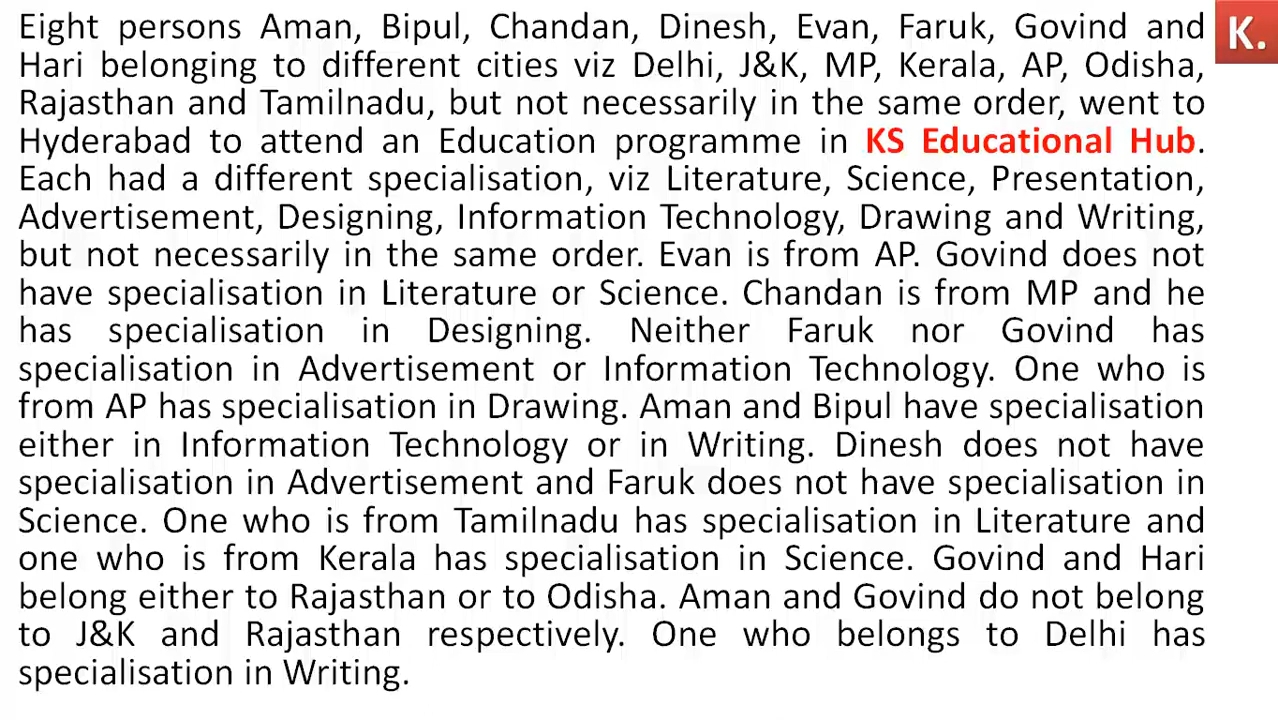 Eight persons Aman, Bipul, Chandan, Dinesh, Evan, Faruk, Govind and
Hari belonging to different cities viz Delhi, J&K, MP, Kerala, AP, Odisha,
Rajasthan and Tamilnadu, but not necessarily in the same order, went to
Hyderabad to attend an Education programme in KS Educational Hub.
Each had a different specialisation, viz Literature, Science, Presentation,
Advertisement, Designing, Information Technology, Drawing and Writing,
but not necessarily in the same order. Evan is from AP. Govind does not
have specialisation in Literature or Science. Chandan is from MP and he
has specialisation in Designing. Neither Faruk nor Govind has
specialisation in Advertisement or Information Technology. One who is
from AP has specialisation in Drawing. Aman and Bipul have specialisation
either in Information Technology or in Writing. Dinesh does not have
specialisation in Advertisement and Faruk does not have specialisation in
Science. One who is from Tamilnadu has specialisation in Literature and
one who is from Kerala has specialisation in Science. Govind and Hari
belong either to Rajasthan or to Odisha. Aman and Govind do not belong
to J&K and Rajasthan respectively. One who belongs to Delhi has
specialisation in Writing.
K.